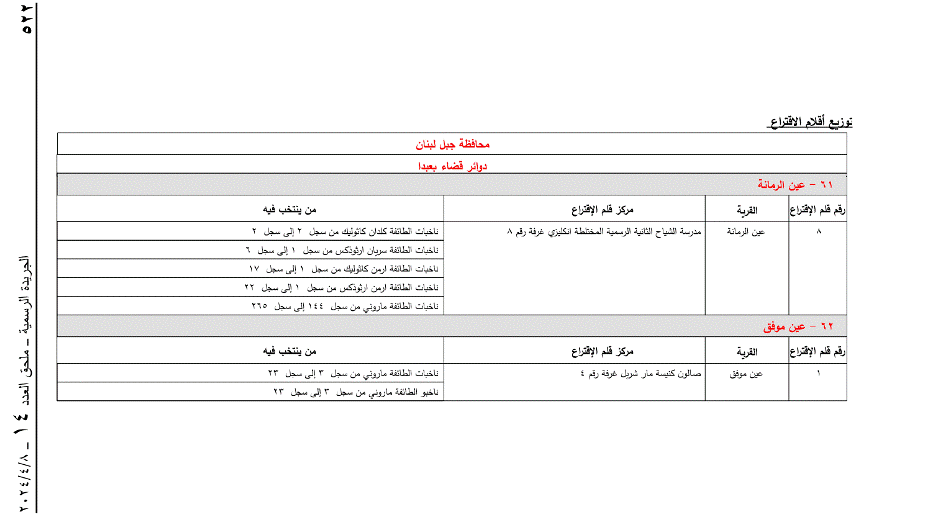 ٥٢٢
الجريدة الرسمية – ملحق العدد ١٤ – ٢٠٢٤/٤/٨
توزيع أقلام الاقتراع
محافظة جبل لبنان
دوائر قضاء بعبدا
٦١ - عين الرمانة
رقم قلم الإقتراع القرية مركز قلم الإقتراع من ينتخب فيه
٨ عين الرمانة مدرسة الشياح الثانية الرسمية المختلطة انكليزي غرفة رقم ٨ ناخبات الطائفة كلدان كاثوليك من سجل ٢ إلى سجل ٢
ناخبات الطائفة سريان ارثوذكس من سجل ١ إلى سجل ٦
ناخبات الطائفة ارمن كاثوليك من سجل ١ إلى سجل ١٧
ناخبات الطائفة ارمن ارثوذكس من سجل ١ إلى سجل ٢٢
ناخبات الطائفة ماروني من سجل ١٤٤ إلى سجل ٢٦٥
٦٢ - عين موفق
رقم قلم الإقتراع القرية مركز قلم الإقتراع من ينتخب فيه
١ عين موفق صالون كنيسة مار شربل غرفة رقم ٤ ناخبات الطائفة ماروني من سجل ٣ إلى سجل ٢٣
ناخبو الطائفة ماروني من سجل ٣ إلى سجل ٢٣